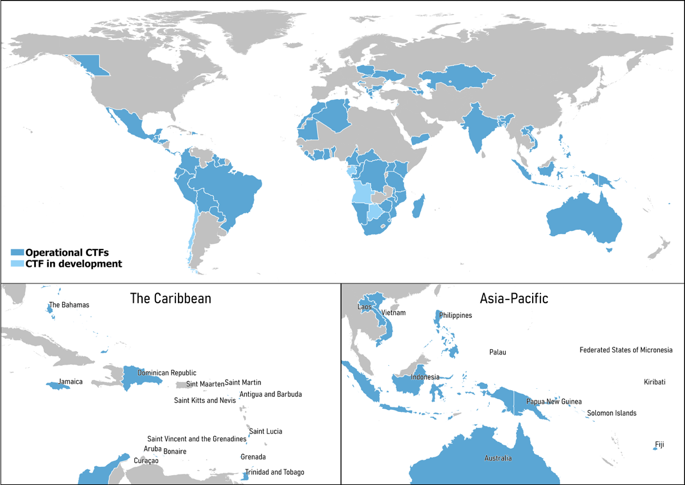 Operational CTFs
CTF in development
The Caribbean
The Bahamas
Dominican Republic
Jamaica
Sint Maarten
Saint Martin
Antigua and Barbuda
Saint Kitts and Nevis
Saint Lucia
Saint Vincent and the Grenadines
Aruba
Bonaire
Curaçao
Grenada
Trinidad and Tobago
Asia-Pacific
Laos
Vietnam
Philippines
Palau
Federated States of Micronesia
Indonesia
Kiribati
Papua New Guinea
Solomon Islands
Fiji
Australia